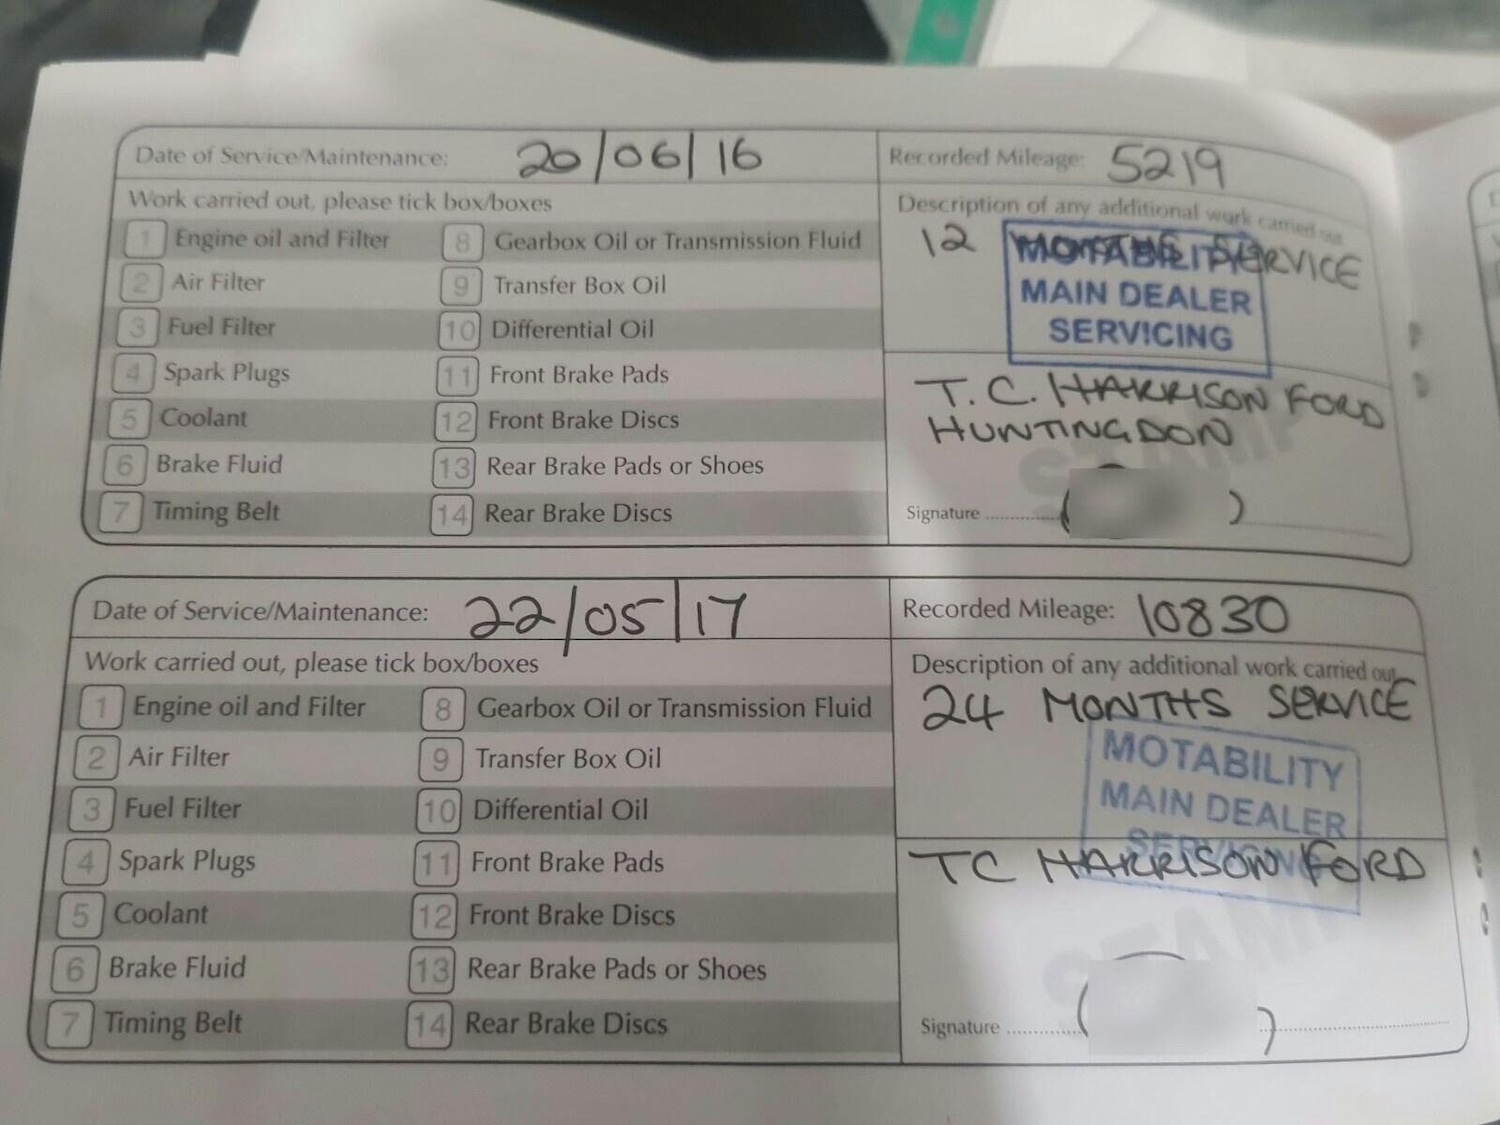 Date of Service/Maintenance: 20/06/16
Recorded Mileage: 5219
Work carried out, please tick box/boxes
1 Engine oil and Filter
2 Air Filter
3 Fuel Filter
4 Spark Plugs
5 Coolant
6 Brake Fluid
7 Timing Belt
8 Gearbox Oil or Transmission Fluid
9 Transfer Box Oil
10 Differential Oil
11 Front Brake Pads
12 Front Brake Discs
13 Rear Brake Pads or Shoes
14 Rear Brake Discs
Description of any additional work carried out
12 MONTHS SERVICE
MOTABILITY
MAIN DEALER
SERVICING
T.C. HARRISON FORD
HUNTINGDON
STAMP
Signature
Date of Service/Maintenance: 22/05/17
Recorded Mileage: 10830
Work carried out, please tick box/boxes
1 Engine oil and Filter
2 Air Filter
3 Fuel Filter
4 Spark Plugs
5 Coolant
6 Brake Fluid
7 Timing Belt
8 Gearbox Oil or Transmission Fluid
9 Transfer Box Oil
10 Differential Oil
11 Front Brake Pads
12 Front Brake Discs
13 Rear Brake Pads or Shoes
14 Rear Brake Discs
Description of any additional work carried out
24 MONTHS SERVICE
MOTABILITY
MAIN DEALER
SERVICING
TC HARRISON FORD
STAMP
Signature